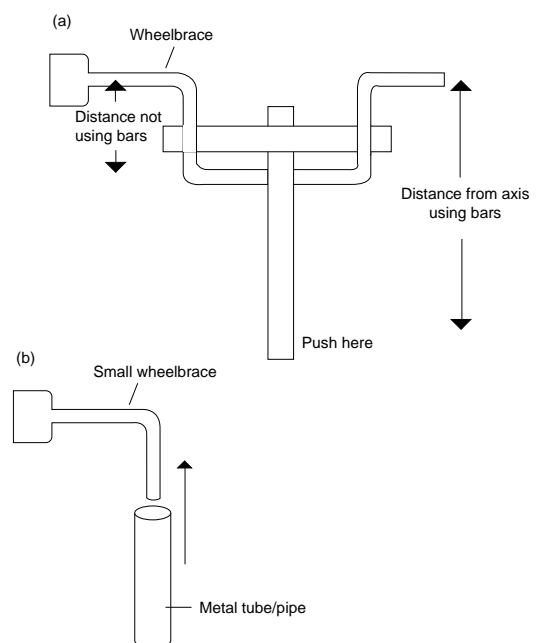 (a)
Wheelbrace
Distance not
using bars
Distance from axis
using bars
Push here
(b)
Small wheelbrace
Metal tube/pipe